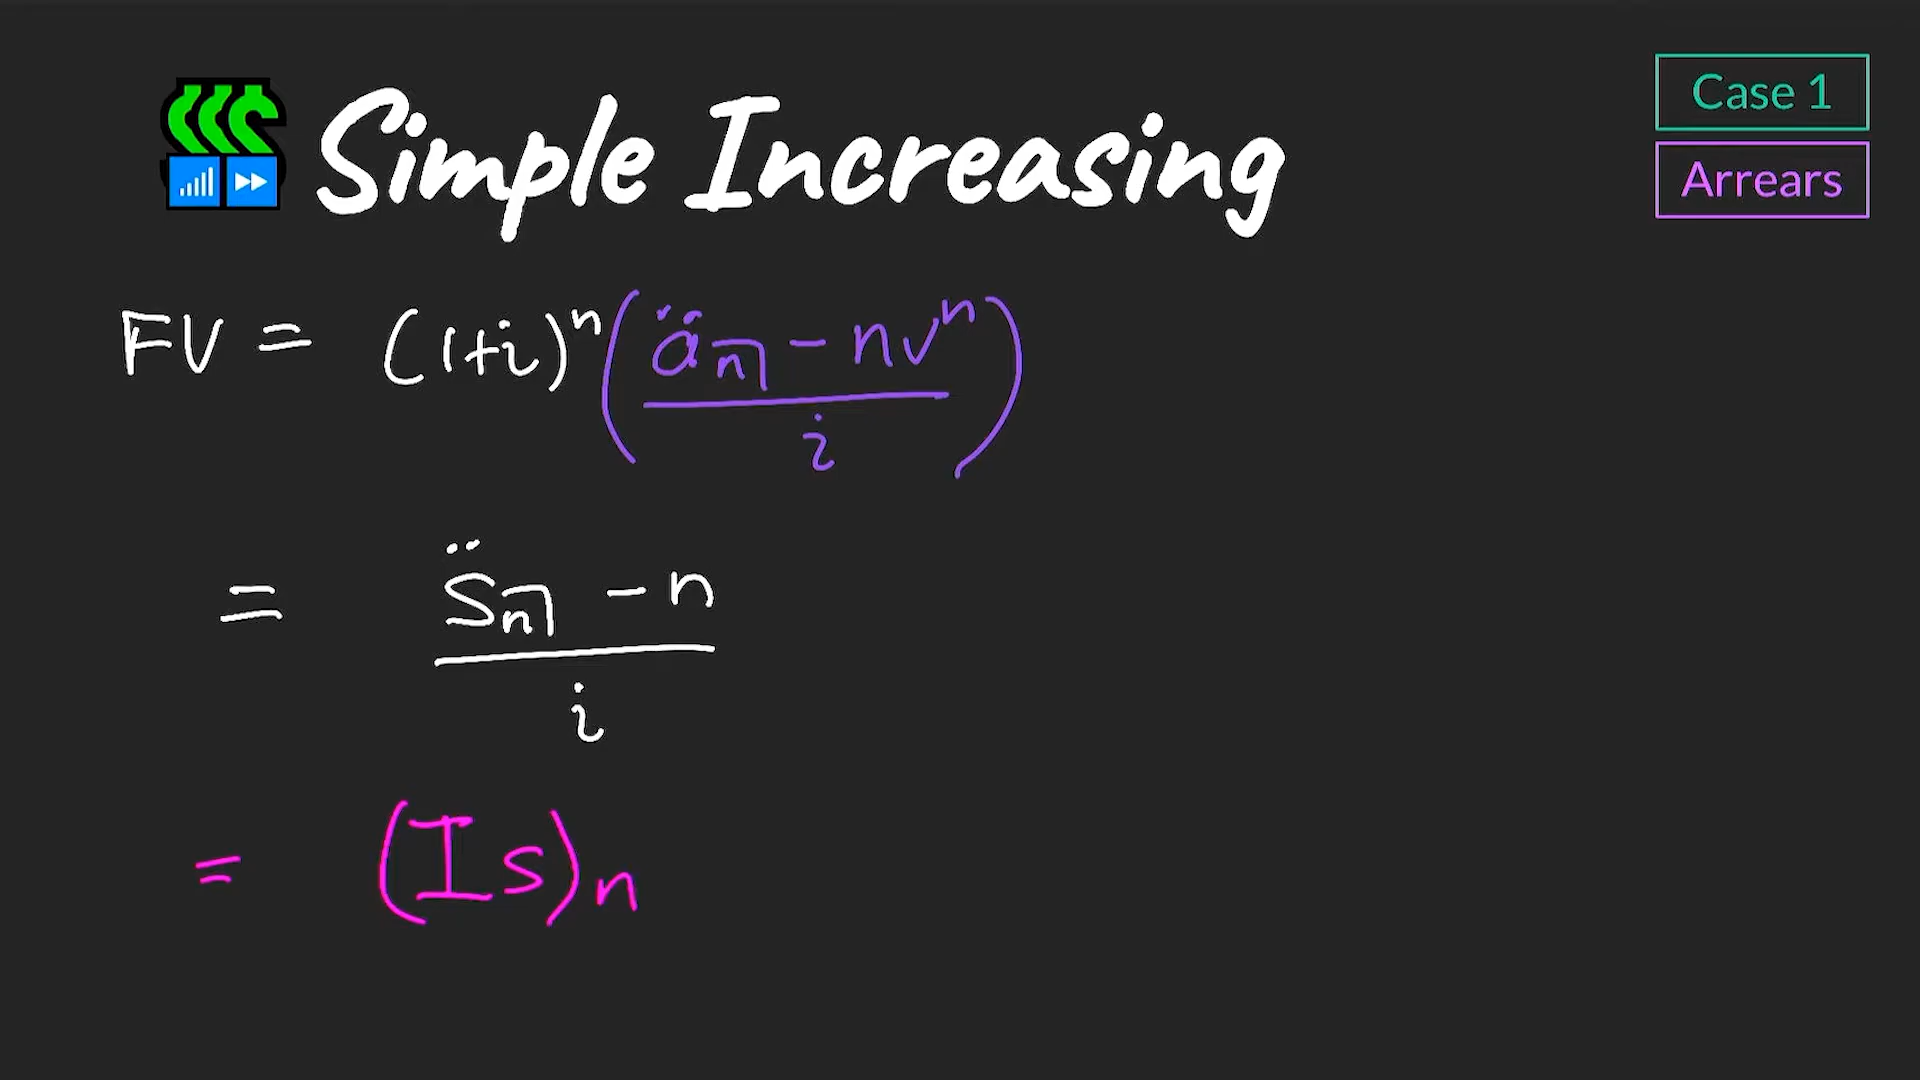 Simple Increasing
Case 1
Arrears
FV = (1+i)^n ( (ä_n⌉ − nv^n) / i )
= (s̈_n⌉ − n) / i
= (Is)_n